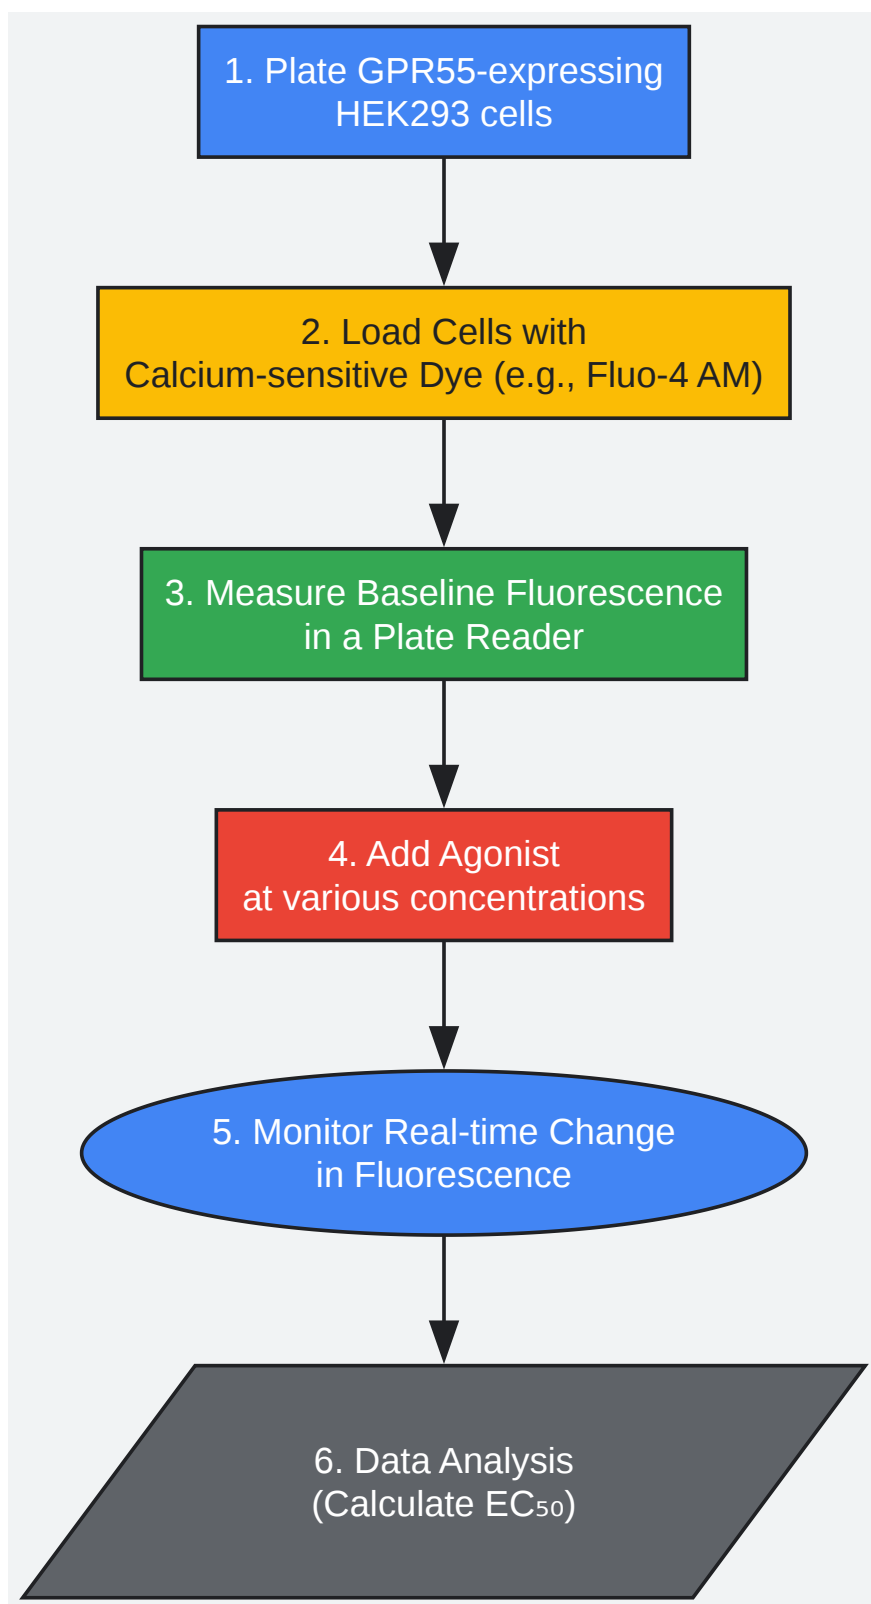 1. Plate GPR55-expressing
HEK293 cells
2. Load Cells with
Calcium-sensitive Dye (e.g., Fluo-4 AM)
3. Measure Baseline Fluorescence
in a Plate Reader
4. Add Agonist
at various concentrations
5. Monitor Real-time Change
in Fluorescence
6. Data Analysis
(Calculate EC₅₀)